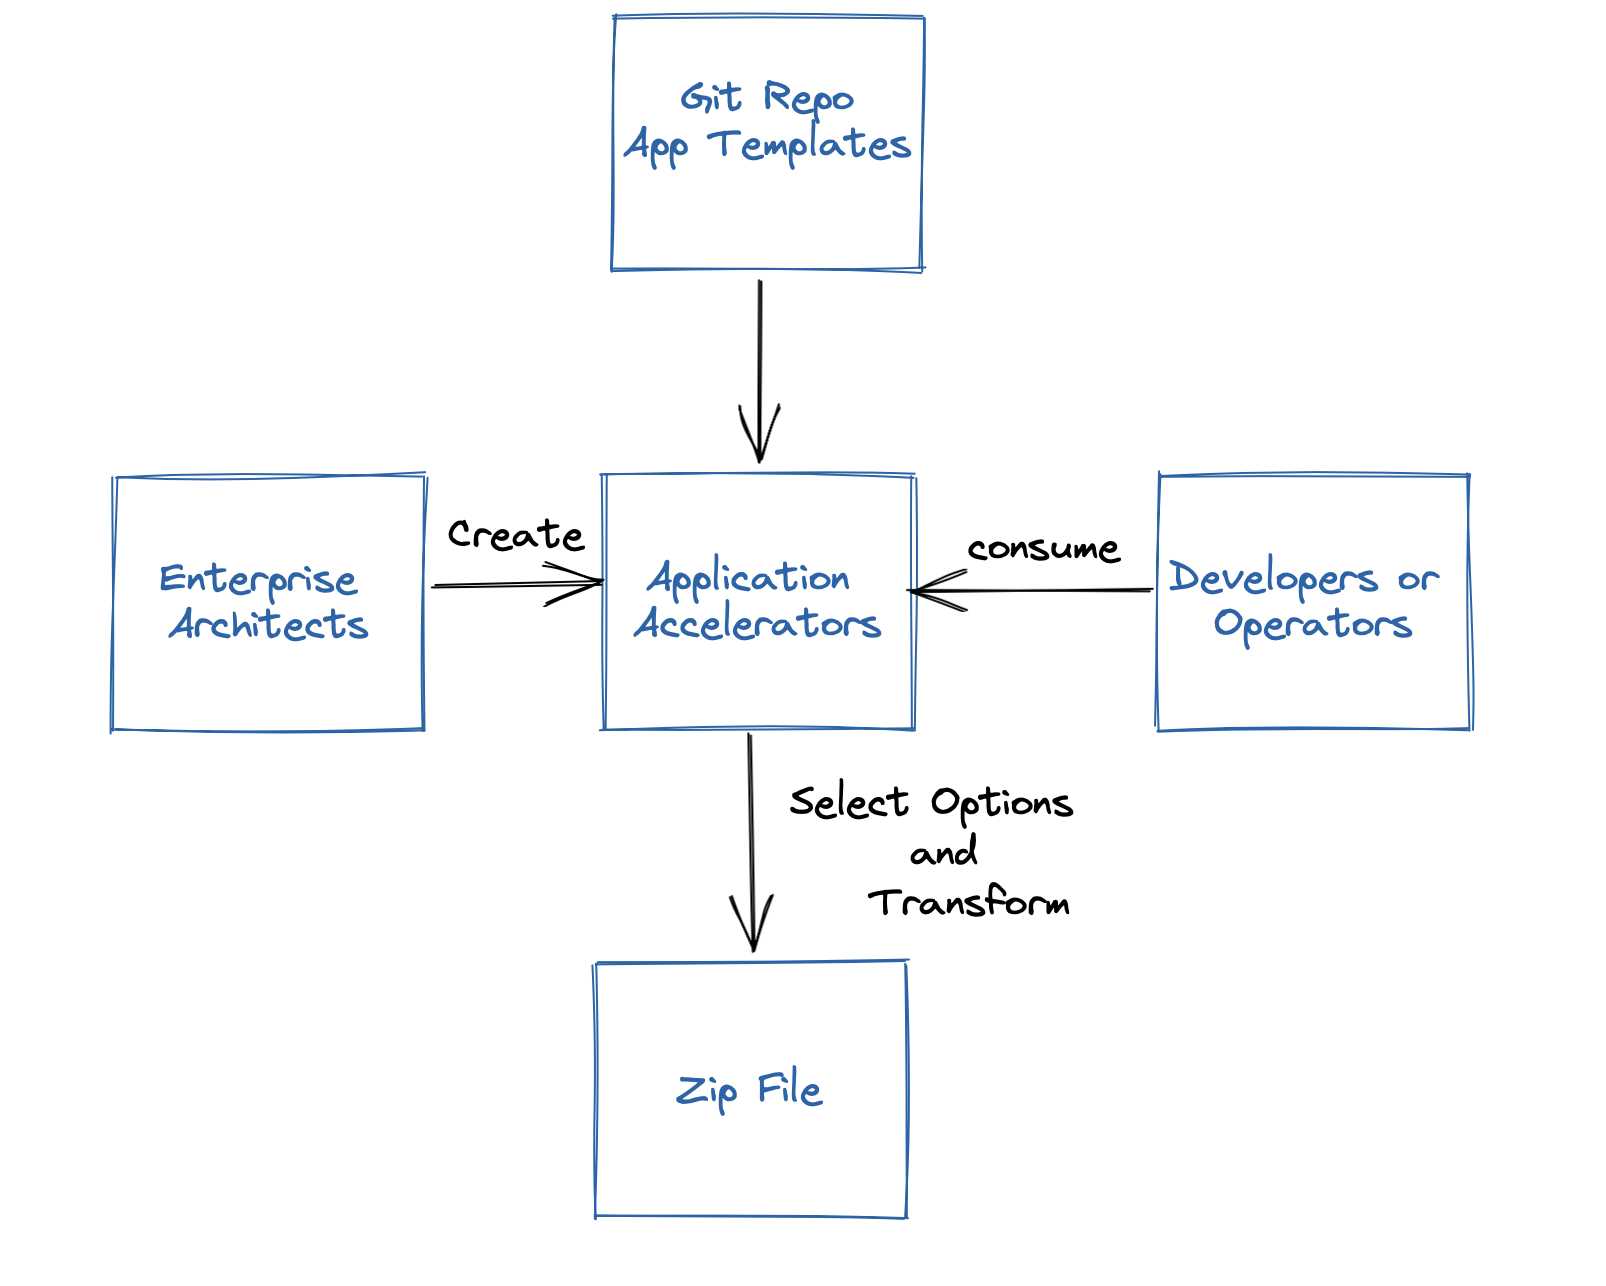 Git Repo
App Templates
Create
consume
Enterprise
Architects
Application
Accelerators
Developers or
Operators
Select Options
and
Transform
Zip File